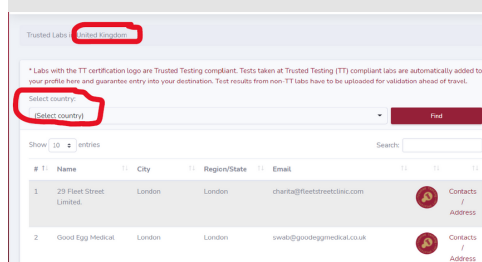 Trusted Labs in United Kingdom
* Labs with the TT certification logo are Trusted Testing compliant. Tests taken at Trusted Testing (TT) compliant labs are automatically added to
your profile here and guarantee entry into your destination. Test results from non-TT labs have to be uploaded for validation ahead of travel.
Select country:
(Select country) Find
Show 10 entries Search:
# Name City Region/State Email
1 29 Fleet Street London London charita@fleetstreetclinic.com Contacts
Limited. /
Address
2 Good Egg Medical London London swab@goodeggmedical.co.uk Contacts
/
Address